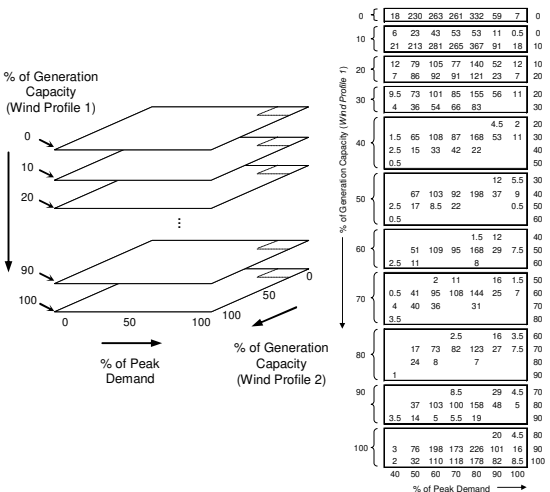 % of Generation
Capacity
(Wind Profile 1)
0
10
20
...
90
100
0 50 100
% of Peak
Demand
0
50
100
% of Generation
Capacity
(Wind Profile 2)
% of Generation Capacity (Wind Profile 1)
0 { 18 230 263 261 332 59 7 0
10 { 6 23 43 53 53 11 0.5 0
21 213 281 265 367 91 18 10
20 { 12 79 105 77 140 52 12 10
7 86 92 91 121 23 7 20
30 { 9.5 73 101 85 155 56 11 20
4 36 54 66 83 30
40 { 4.5 2 20
1.5 65 108 87 168 53 11 30
2.5 15 33 42 22 40
0.5 50
50 { 12 5.5 30
67 103 92 198 37 9 40
2.5 17 8.5 22 0.5 50
0.5 60
60 { 1.5 12 40
51 109 95 168 29 7.5 50
2.5 11 8 60
70 { 2 11 16 1.5 50
0.5 41 95 108 144 25 7 60
4 40 36 31 70
3.5 80
80 { 2.5 16 3.5 60
17 73 82 123 27 7.5 70
24 8 7 80
1 90
90 { 8.5 29 4.5 70
37 103 100 158 48 5 80
3.5 14 5 5.5 19 90
100 { 20 4.5 80
3 76 198 173 226 101 16 90
2 32 110 118 178 82 8.5 100
40 50 60 70 80 90 100
% of Peak Demand